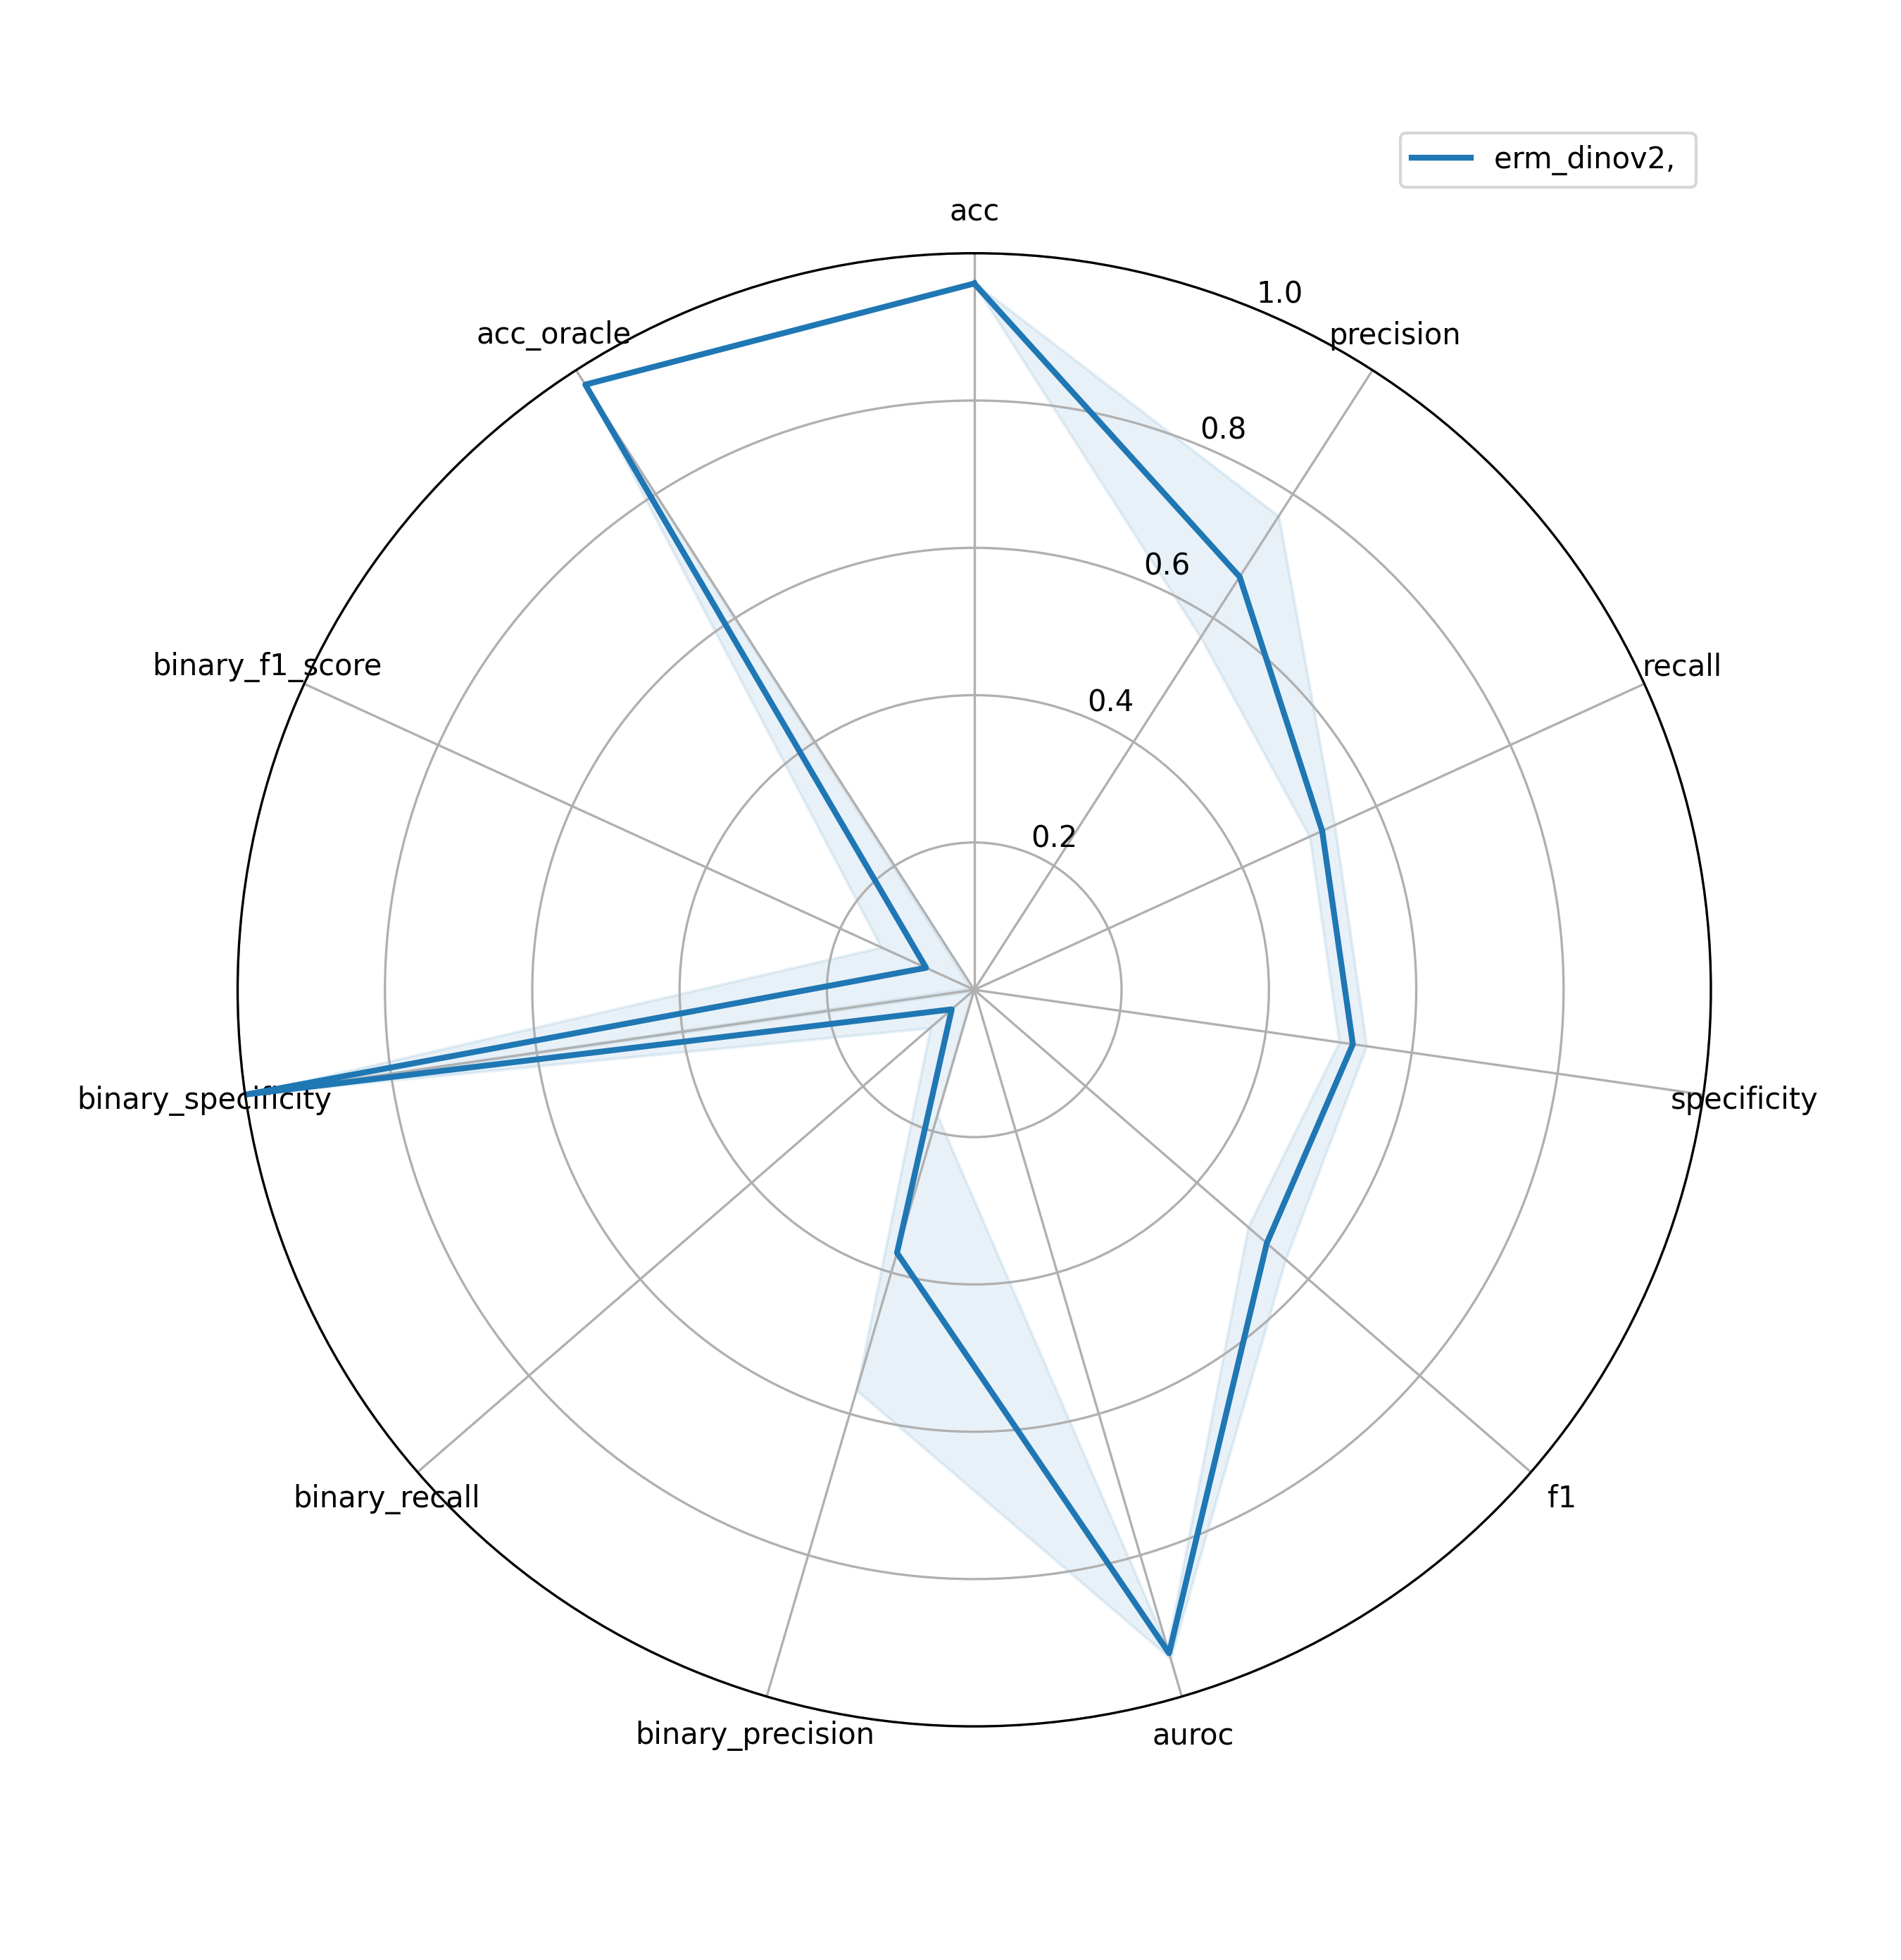 erm_dinov2,
acc
1.0
acc_oracle
precision
0.8
0.6
binary_f1_score
recall
0.4
0.2
binary_specificity
specificity
binary_recall
f1
binary_precision
auroc